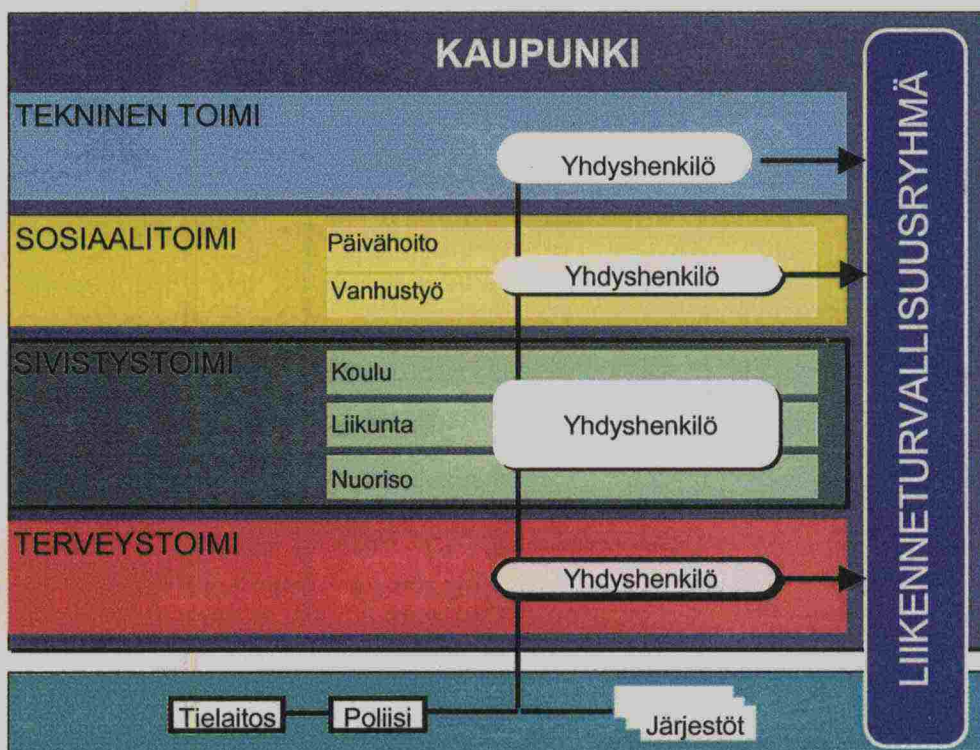 KAUPUNKI
TEKNINEN TOIMI
Yhdyshenkilö
SOSIAALITOIMI
Päivähoito
Vanhustyö
Yhdyshenkilö
SIVISTYSTOIMI
Koulu
Liikunta
Nuoriso
Yhdyshenkilö
TERVEYSTOIMI
Yhdyshenkilö
Tielaitos
Poliisi
Järjestöt
LIIKENNETURVALLISUUSRYHMÄ